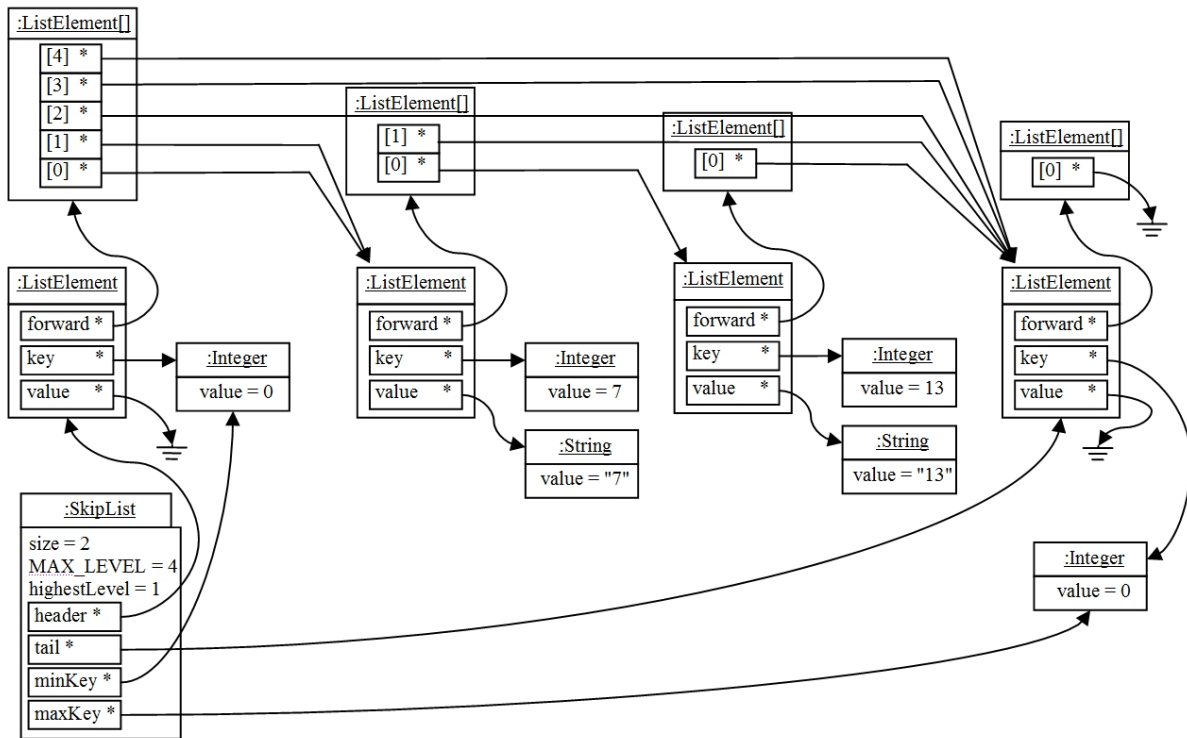 :ListElement[]
[4] *
[3] *
[2] *
[1] *
[0] *
:ListElement[]
[1] *
[0] *
:ListElement[]
[0] *
:ListElement[]
[0] *
:ListElement
forward *
key *
value *
:Integer
value = 0
:ListElement
forward *
key *
value *
:Integer
value = 7
:String
value = "7"
:ListElement
forward *
key *
value *
:Integer
value = 13
:String
value = "13"
:ListElement
forward *
key *
value *
:Integer
value = 0
:SkipList
size = 2
MAX_LEVEL = 4
highestLevel = 1
header *
tail *
minKey *
maxKey *